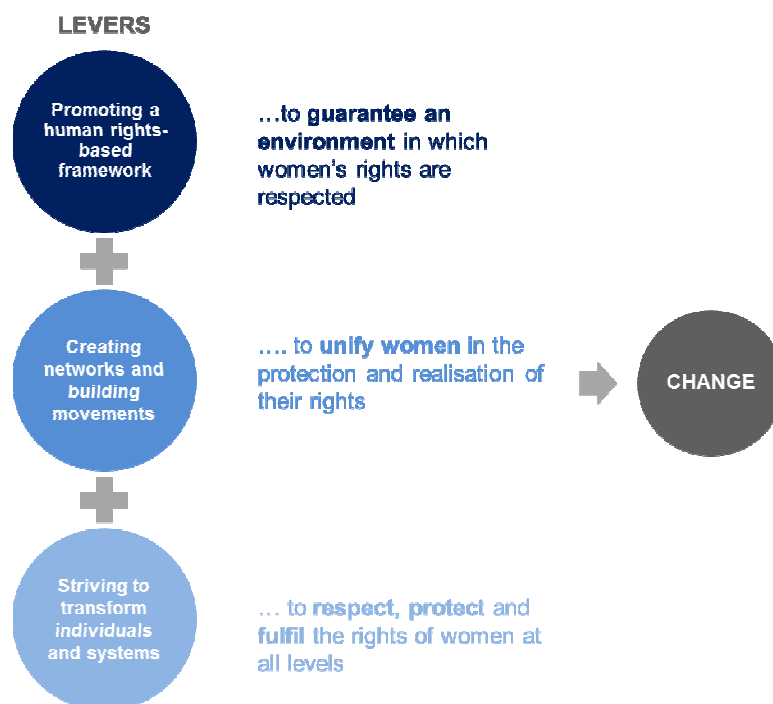 LEVERS
Promoting a
human rights-
based
framework
…to guarantee an
environment in which
women's rights are
respected
Creating
networks and
building
movements
…. to unify women in the
protection and realisation of
their rights
CHANGE
Striving to
transform
individuals
and systems
… to respect, protect and
fulfil the rights of women at
all levels